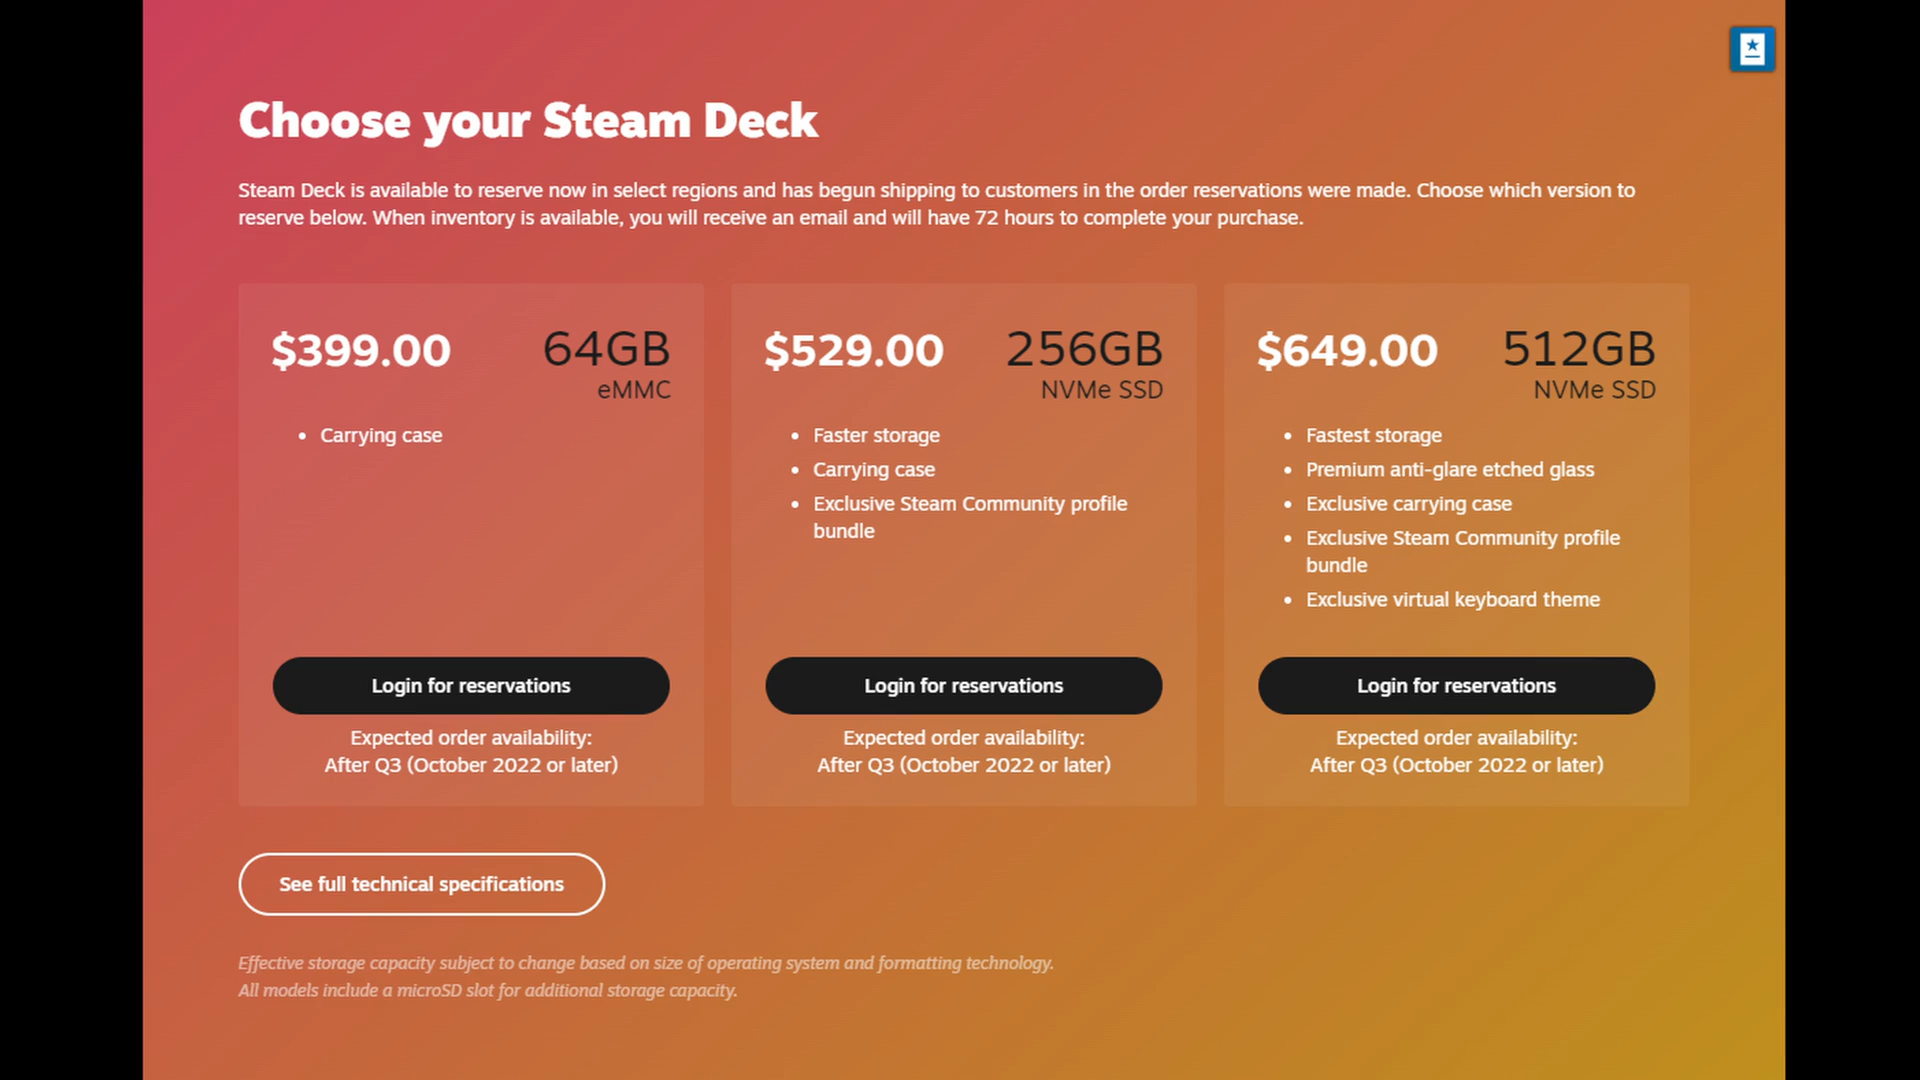 Choose your Steam Deck
Steam Deck is available to reserve now in select regions and has begun shipping to customers in the order reservations were made. Choose which version to
reserve below. When inventory is available, you will receive an email and will have 72 hours to complete your purchase.
$399.00
64GB
eMMC
• Carrying case
Login for reservations
Expected order availability:
After Q3 (October 2022 or later)
$529.00
256GB
NVMe SSD
• Faster storage
• Carrying case
• Exclusive Steam Community profile
bundle
Login for reservations
Expected order availability:
After Q3 (October 2022 or later)
$649.00
512GB
NVMe SSD
• Fastest storage
• Premium anti-glare etched glass
• Exclusive carrying case
• Exclusive Steam Community profile
bundle
• Exclusive virtual keyboard theme
Login for reservations
Expected order availability:
After Q3 (October 2022 or later)
See full technical specifications
Effective storage capacity subject to change based on size of operating system and formatting technology.
All models include a microSD slot for additional storage capacity.